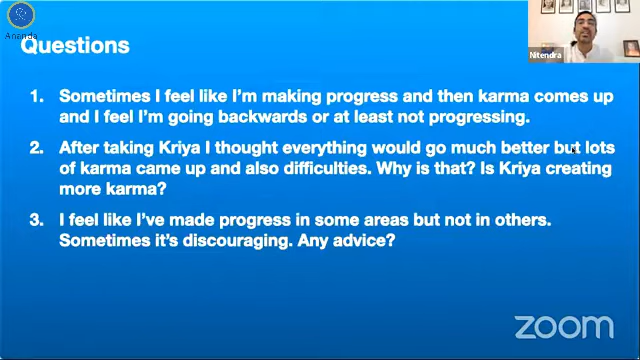 Ananda
Questions
Nitendra
1. Sometimes I feel like I'm making progress and then karma comes up
and I feel I'm going backwards or at least not progressing.
2. After taking Kriya I thought everything would go much better but lots
of karma came up and also difficulties. Why is that? Is Kriya creating
more karma?
3. I feel like I've made progress in some areas but not in others.
Sometimes it's discouraging. Any advice?
zoom